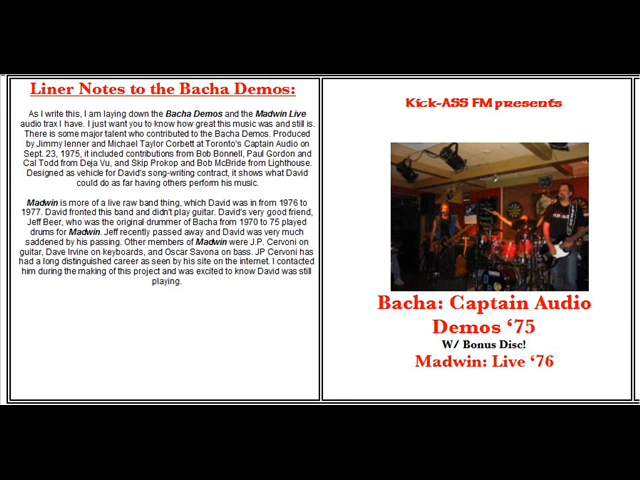 Liner Notes to the Bacha Demos:
As I write this, I am laying down the Bacha Demos and the Madwin Live
audio trax I have. I just want you to know how great this music was and still is.
There is some major talent who contributed to the Bacha Demos. Produced
by Jimmy Ienner and Michael Taylor Corbett at Toronto's Captain Audio on
Sept. 23, 1975, it included contributions from Bob Bonnell, Paul Gordon and
Cal Todd from Deja Vu, and Skip Prokop and Bob McBride from Lighthouse.
Designed as vehicle for David's song-writing contract, it shows what David
could do as far having others perform his music.
Madwin is more of a live raw band thing, which David was in from 1976 to
1977. David fronted this band and didn't play guitar. David's very good friend,
Jeff Beer, who was the original drummer of Bacha from 1970 to 75 played
drums for Madwin. Jeff recently passed away and David was very much
saddened by his passing. Other members of Madwin were J.P. Cervoni on
guitar, Dave Irvine on keyboards, and Oscar Savona on bass. JP Cervoni has
had a long distinguished career as seen by his site on the internet. I contacted
him during the making of this project and was excited to know David was still
playing.
Kick-ASS FM presents
Bacha: Captain Audio
Demos ‘75
W/ Bonus Disc!
Madwin: Live ‘76